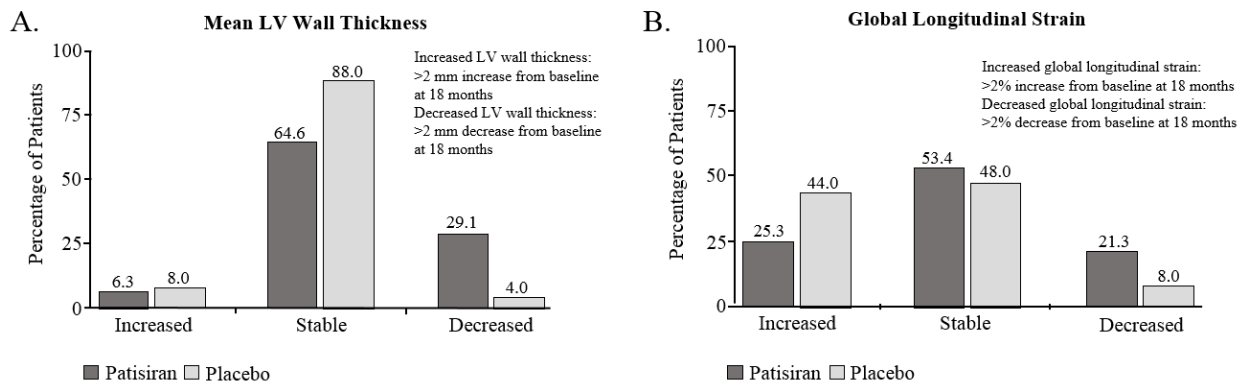 A.
Mean LV Wall Thickness
Percentage of Patients
100
75
50
25
0
Increased LV wall thickness:
>2 mm increase from baseline
at 18 months
Decreased LV wall thickness:
>2 mm decrease from baseline
at 18 months
6.3
8.0
64.6
88.0
29.1
4.0
Increased
Stable
Decreased
Patisiran
Placebo
B.
Global Longitudinal Strain
Percentage of Patients
100
75
50
25
0
Increased global longitudinal strain:
>2% increase from baseline at 18 months
Decreased global longitudinal strain:
>2% decrease from baseline at 18 months
25.3
44.0
53.4
48.0
21.3
8.0
Increased
Stable
Decreased
Patisiran
Placebo